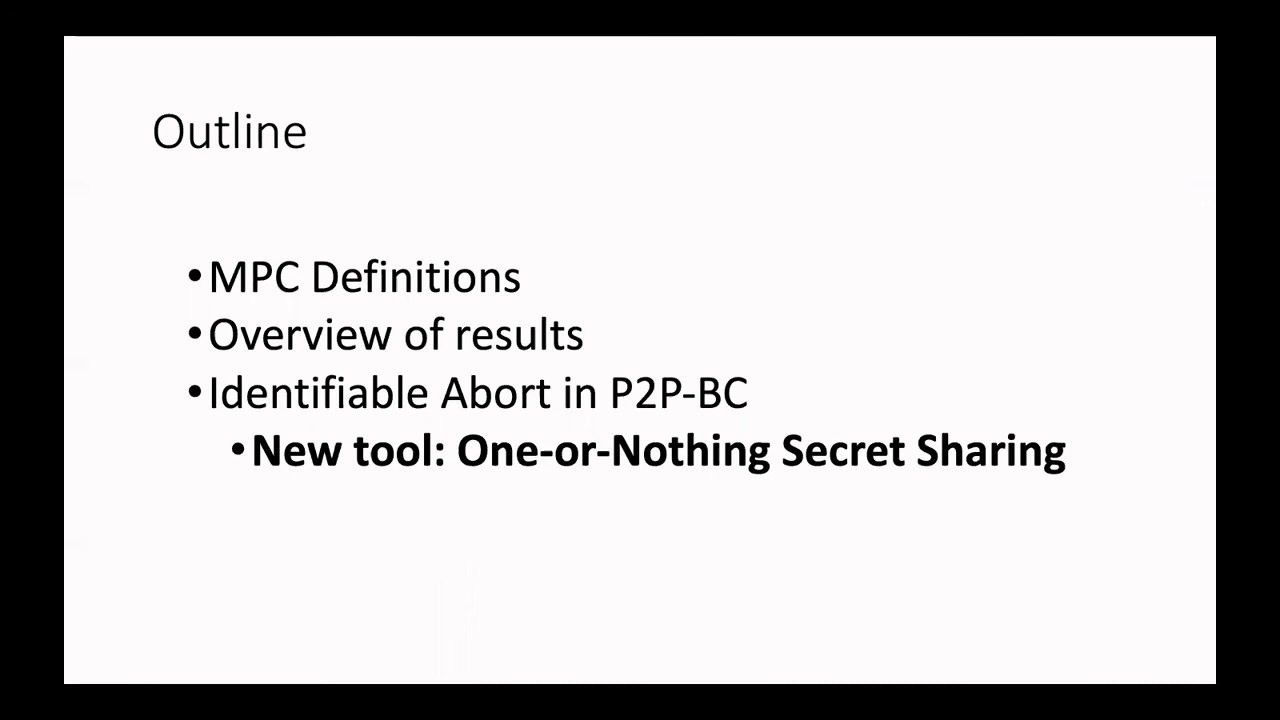 Outline
• MPC Definitions
• Overview of results
• Identifiable Abort in P2P-BC
• New tool: One-or-Nothing Secret Sharing